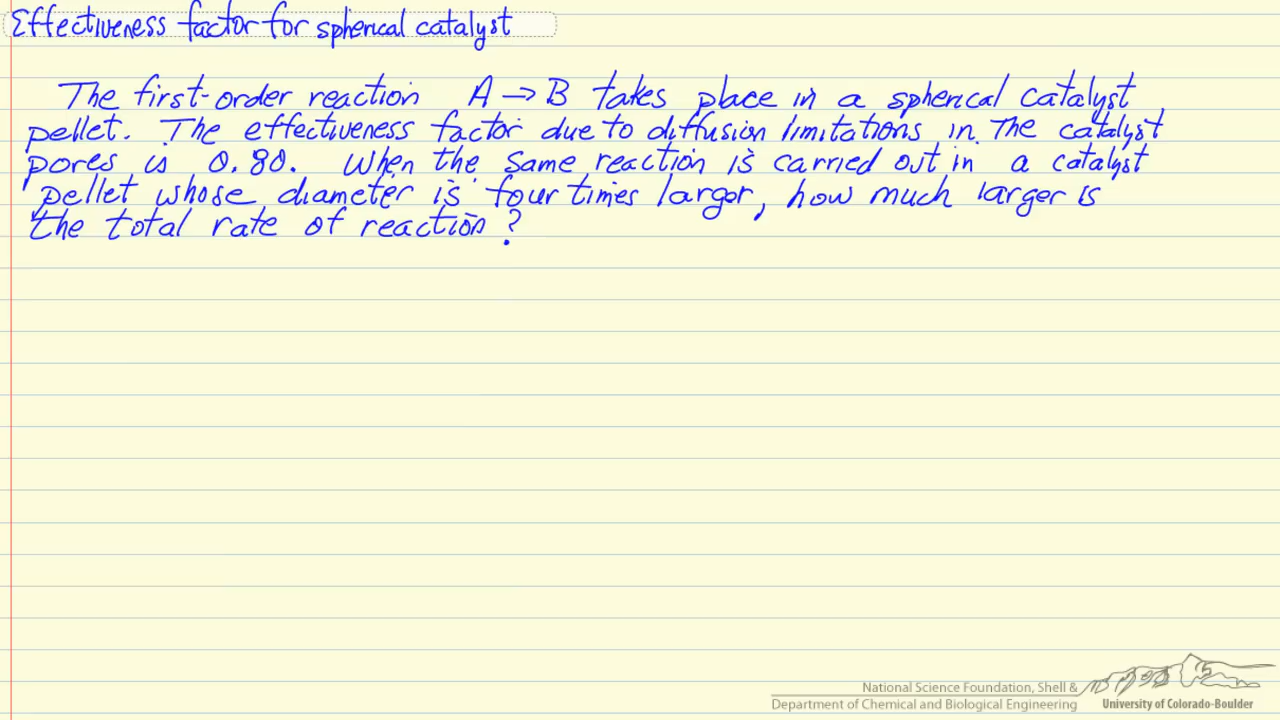 Effectiveness factor for spherical catalyst
The first-order reaction A → B takes place in a spherical catalyst
pellet. The effectiveness factor due to diffusion limitations in the catalyst
pores is 0.80. When the same reaction is carried out in a catalyst
pellet whose diameter is four times larger, how much larger is
the total rate of reaction?
National Science Foundation, Shell &
Department of Chemical and Biological Engineering
University of Colorado-Boulder